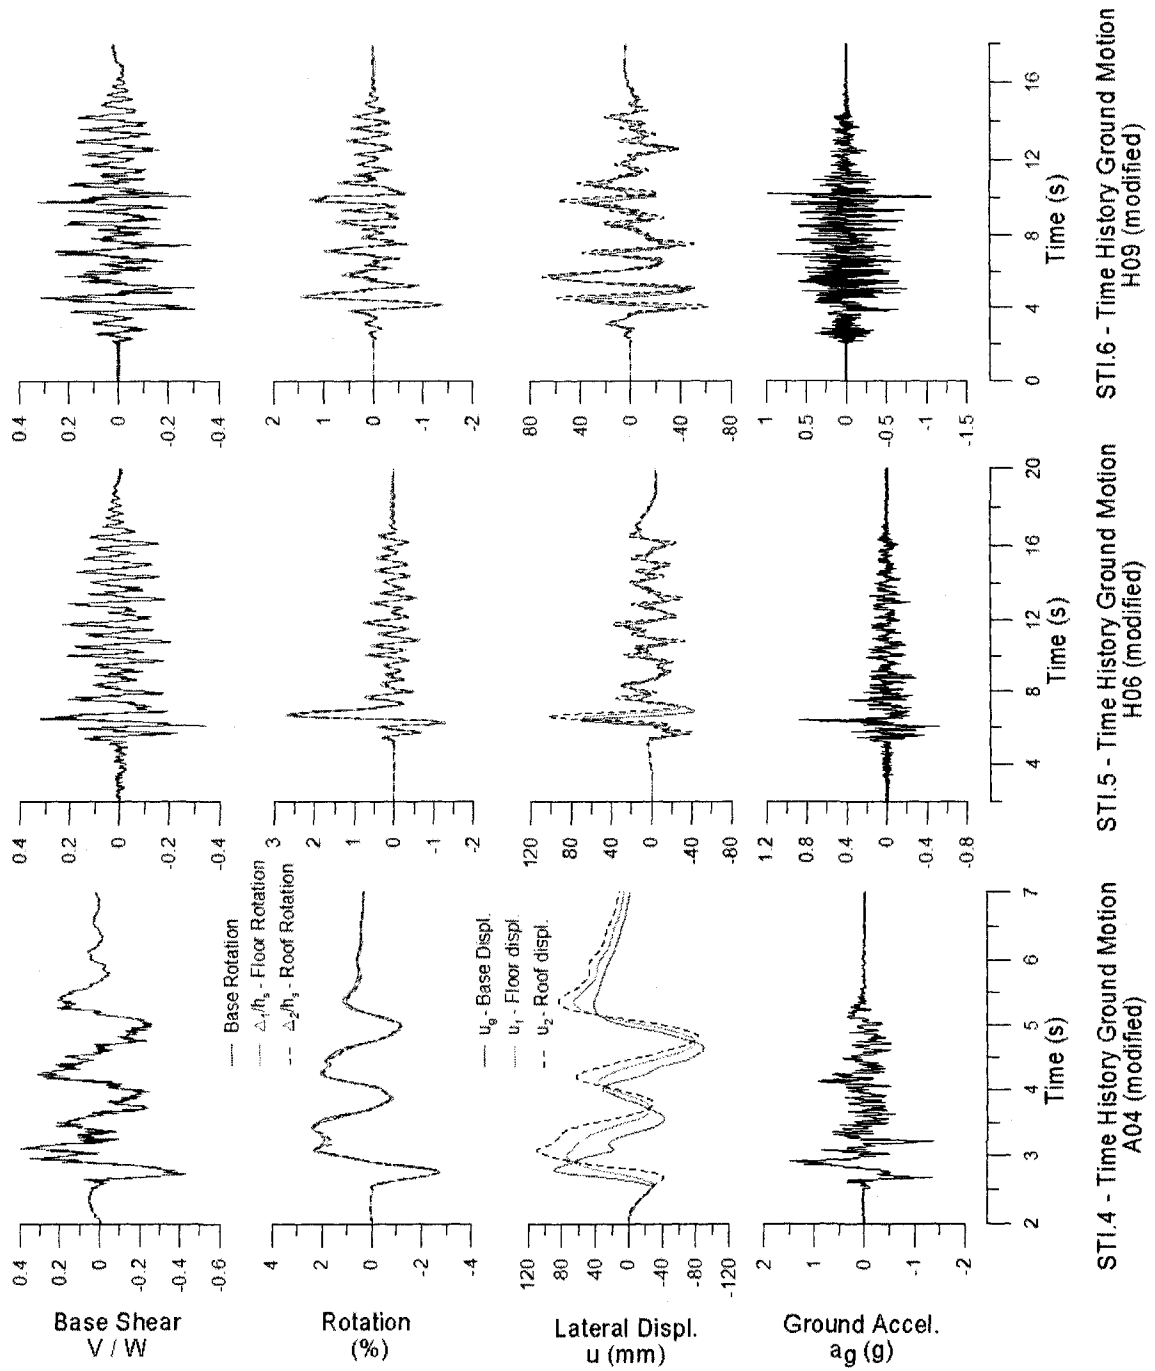 Base Shear
V / W
0.4
0.2
0
-0.2
-0.4
-0.6
0.4
0.2
0
-0.2
-0.4
0.4
0.2
0
-0.2
-0.4
Rotation
(%)
4
2
0
-2
-4
Base Rotation
Δ₁/hₛ - Floor Rotation
Δ₂/hₛ - Roof Rotation
3
2
1
0
-1
-2
2
1
0
-1
-2
Lateral Displ.
u (mm)
120
80
40
0
-40
-80
-120
u₉ - Base Displ.
u₁ - Floor displ.
u₂ - Roof displ.
120
80
40
0
-40
-80
80
40
0
-40
-80
Ground Accel.
ag (g)
2
1
0
-1
-2
1.2
0.8
0.4
0
-0.4
-0.8
1
0.5
0
-0.5
-1
-1.5
2 3 4 5 6 7
Time (s)
4 8 12 16 20
Time (s)
0 4 8 12 16
Time (s)
STI.4 - Time History Ground Motion
A04 (modified)
STI.5 - Time History Ground Motion
H06 (modified)
STI.6 - Time History Ground Motion
H09 (modified)